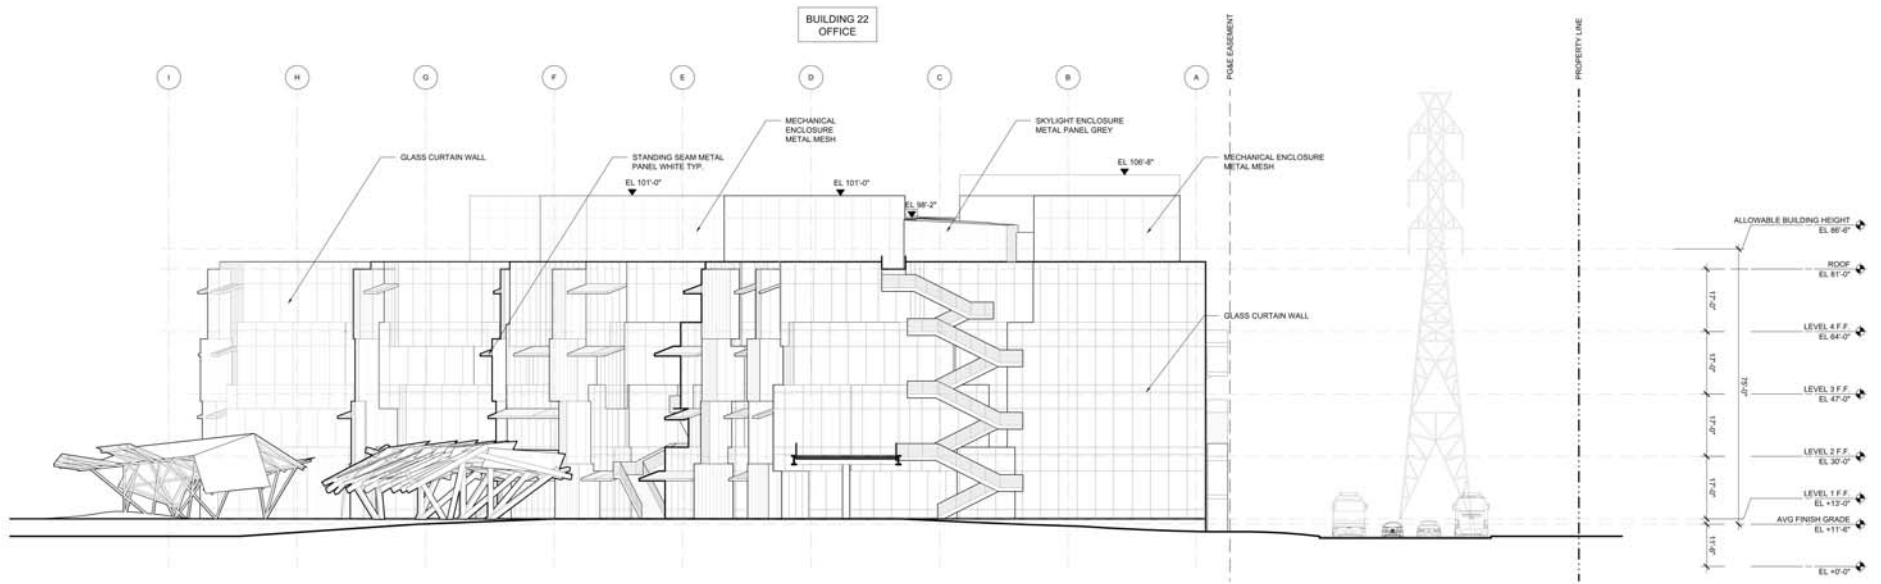 BUILDING 22
OFFICE
PG&E EASEMENT
PROPERTY LINE
I
H
G
F
E
D
C
B
A
MECHANICAL
ENCLOSURE
METAL MESH
SKYLIGHT ENCLOSURE
METAL PANEL GREY
GLASS CURTAIN WALL
STANDING SEAM METAL
PANEL WHITE TYP.
MECHANICAL ENCLOSURE
METAL MESH
EL 106'-8"
EL 101'-0"
EL 101'-0"
EL 98'-2"
GLASS CURTAIN WALL
ALLOWABLE BUILDING HEIGHT
EL 86'-6"
ROOF
EL 81'-0"
17'-0"
LEVEL 4 F.F.
EL 64'-0"
17'-0"
75'-0"
LEVEL 3 F.F.
EL 47'-0"
17'-0"
LEVEL 2 F.F.
EL 30'-0"
17'-0"
LEVEL 1 F.F.
EL +13'-0"
AVG FINISH GRADE
EL +11'-6"
11'-6"
EL +0'-0"